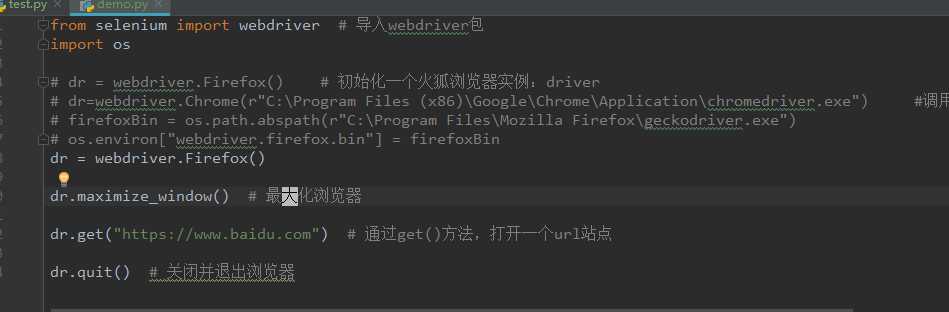 test.py demo.py
from selenium import webdriver # 导入webdriver包
import os
# dr = webdriver.Firefox() # 初始化一个火狐浏览器实例：driver
# dr=webdriver.Chrome(r"C:\Program Files (x86)\Google\Chrome\Application\chromedriver.exe") #调用
# firefoxBin = os.path.abspath(r"C:\Program Files\Mozilla Firefox\geckodriver.exe")
# os.environ["webdriver.firefox.bin"] = firefoxBin
dr = webdriver.Firefox()
dr.maximize_window() # 最大化浏览器
dr.get("https://www.baidu.com") # 通过get()方法，打开一个url站点
dr.quit() # 关闭并退出浏览器